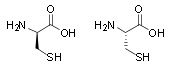 O O
H₂N OH H₂N OH
SH SH